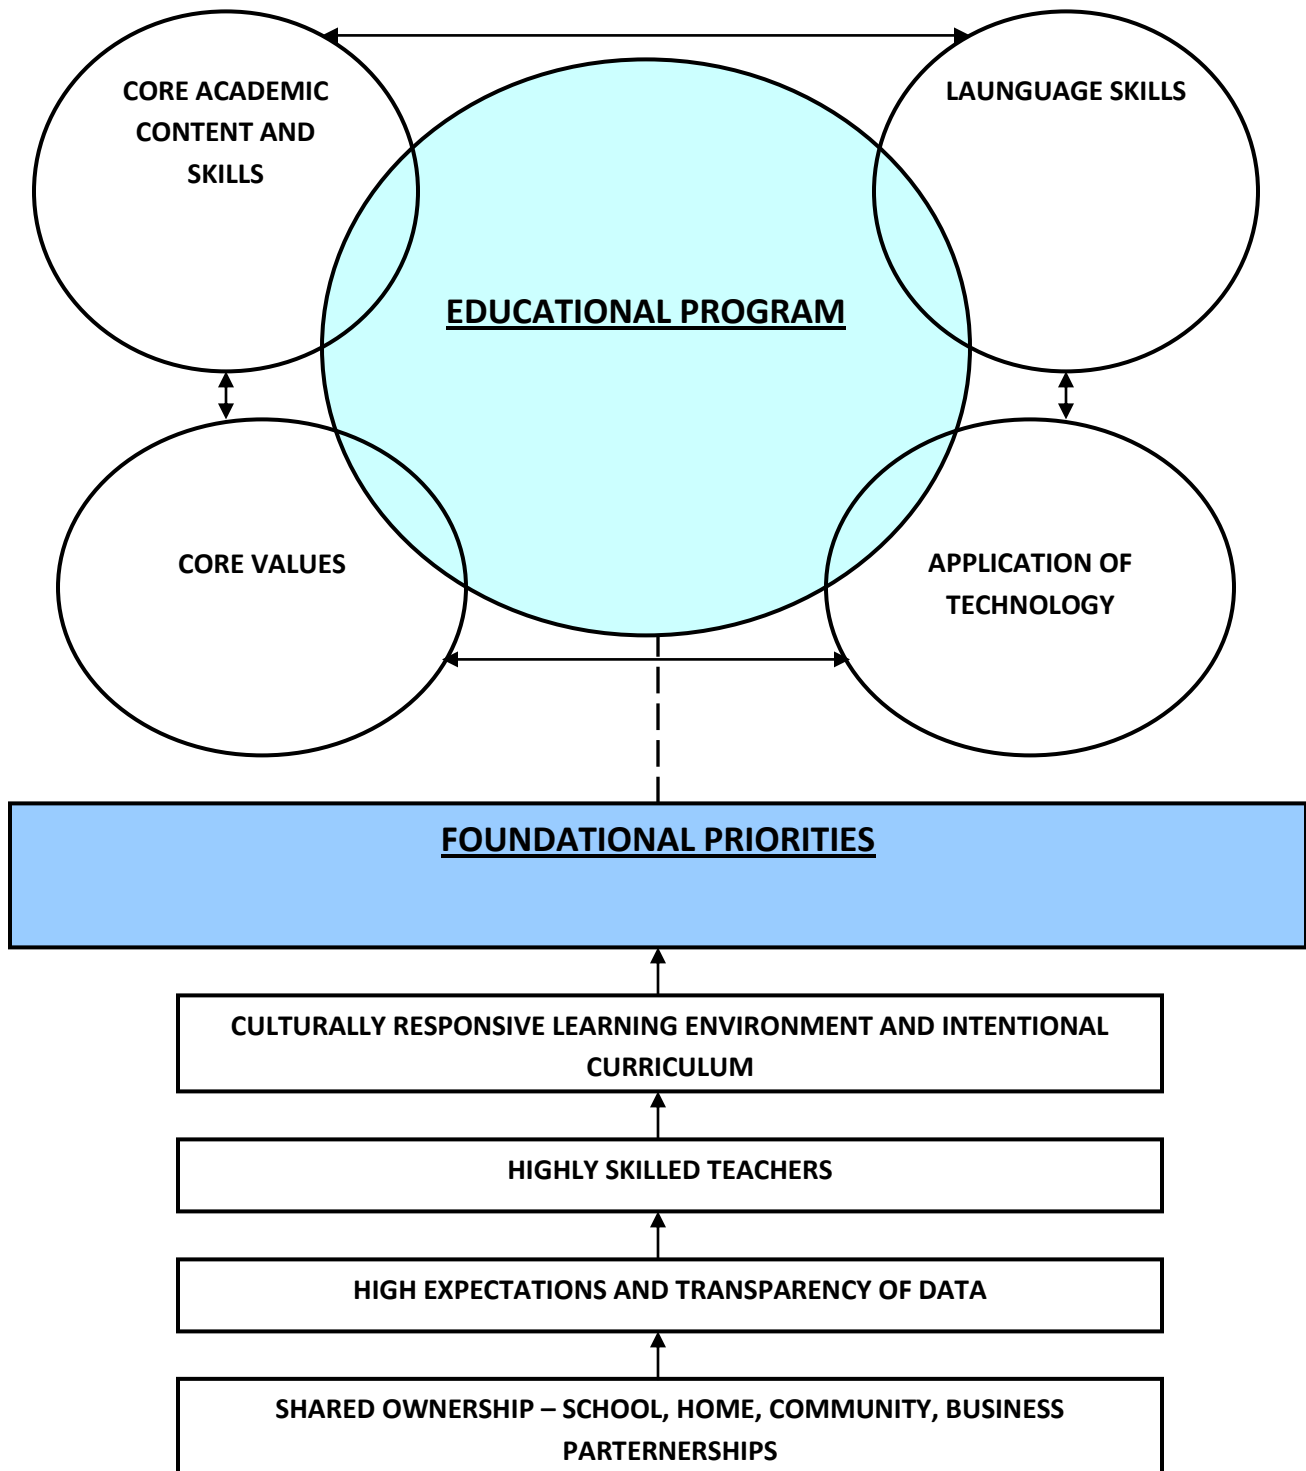 CORE ACADEMIC
CONTENT AND
SKILLS
LAUNGUAGE SKILLS
EDUCATIONAL PROGRAM
CORE VALUES
APPLICATION OF
TECHNOLOGY
FOUNDATIONAL PRIORITIES
CULTURALLY RESPONSIVE LEARNING ENVIRONMENT AND INTENTIONAL
CURRICULUM
HIGHLY SKILLED TEACHERS
HIGH EXPECTATIONS AND TRANSPARENCY OF DATA
SHARED OWNERSHIP – SCHOOL, HOME, COMMUNITY, BUSINESS
PARTERNERSHIPS